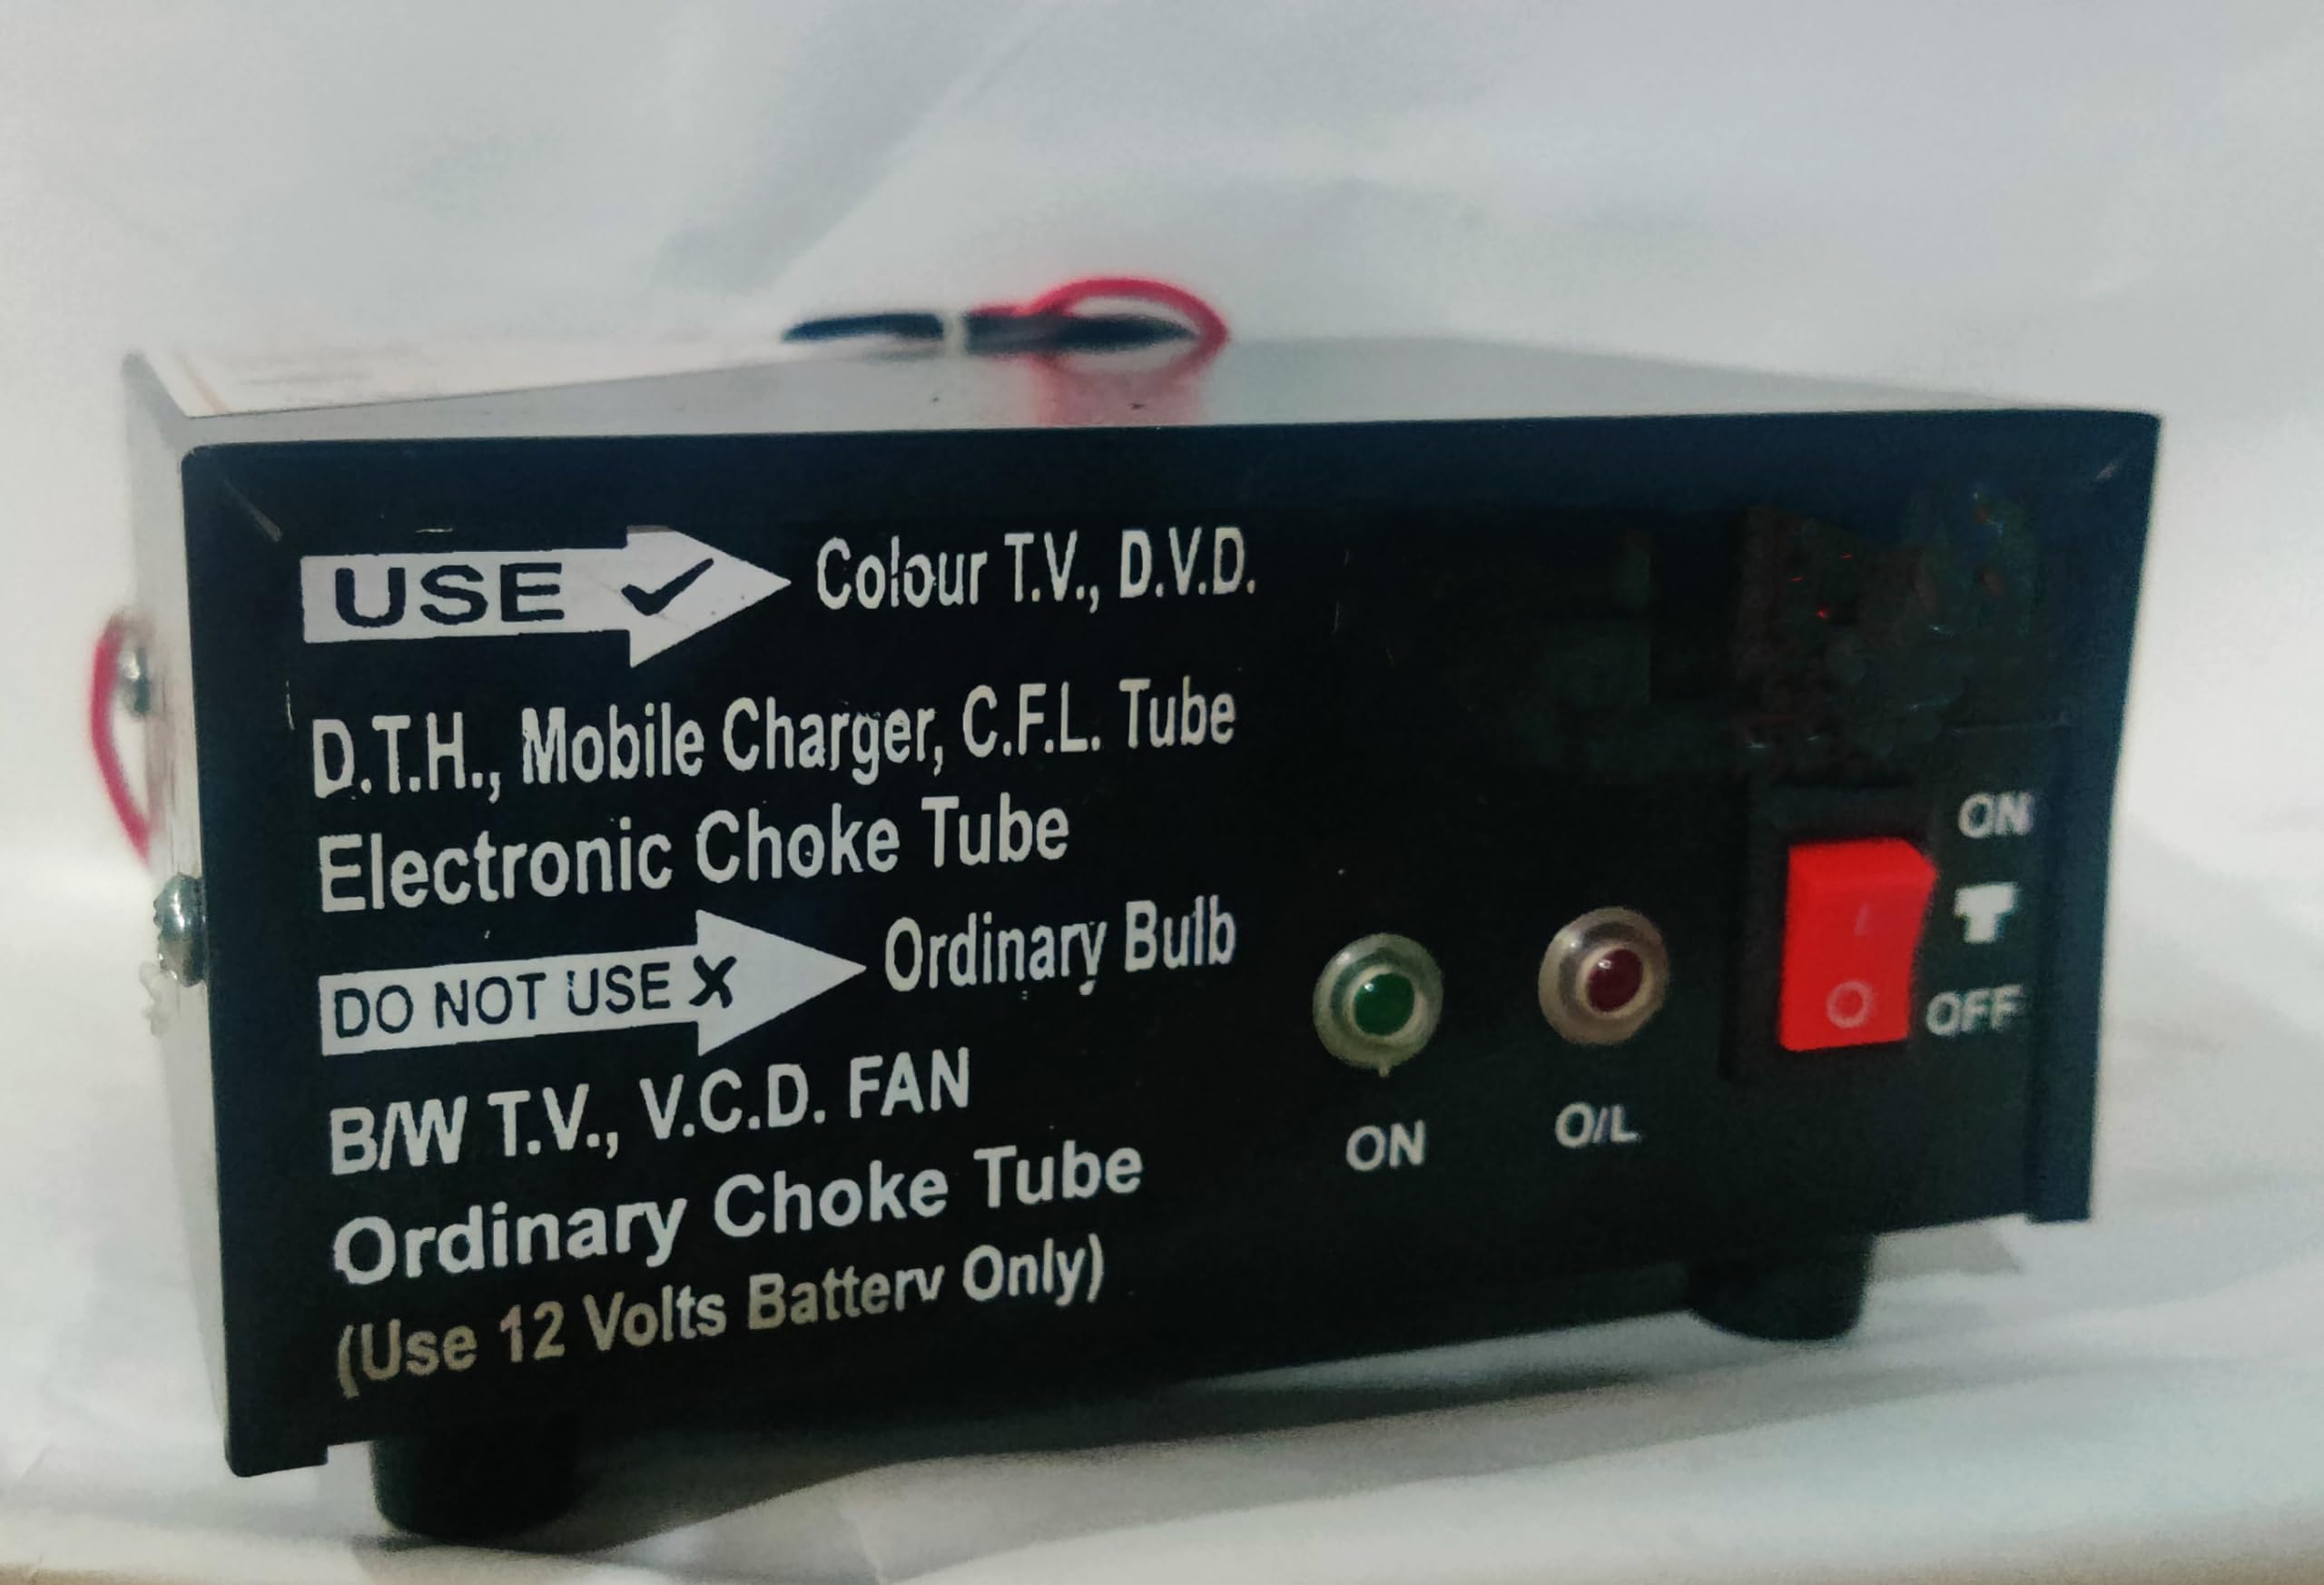 USE ✓ Colour T.V., D.V.D.
D.T.H., Mobile Charger, C.F.L. Tube
Electronic Choke Tube
DO NOT USE X Ordinary Bulb
B/W T.V., V.C.D. FAN
Ordinary Choke Tube
(Use 12 Volts Battery Only)
ON
O/L
ON
I
O
OFF